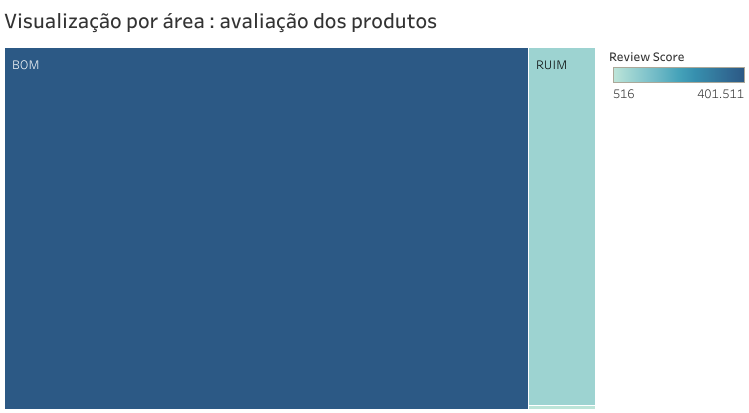 Visualização por área : avaliação dos produtos
BOM
RUIM
Review Score
516 401.511